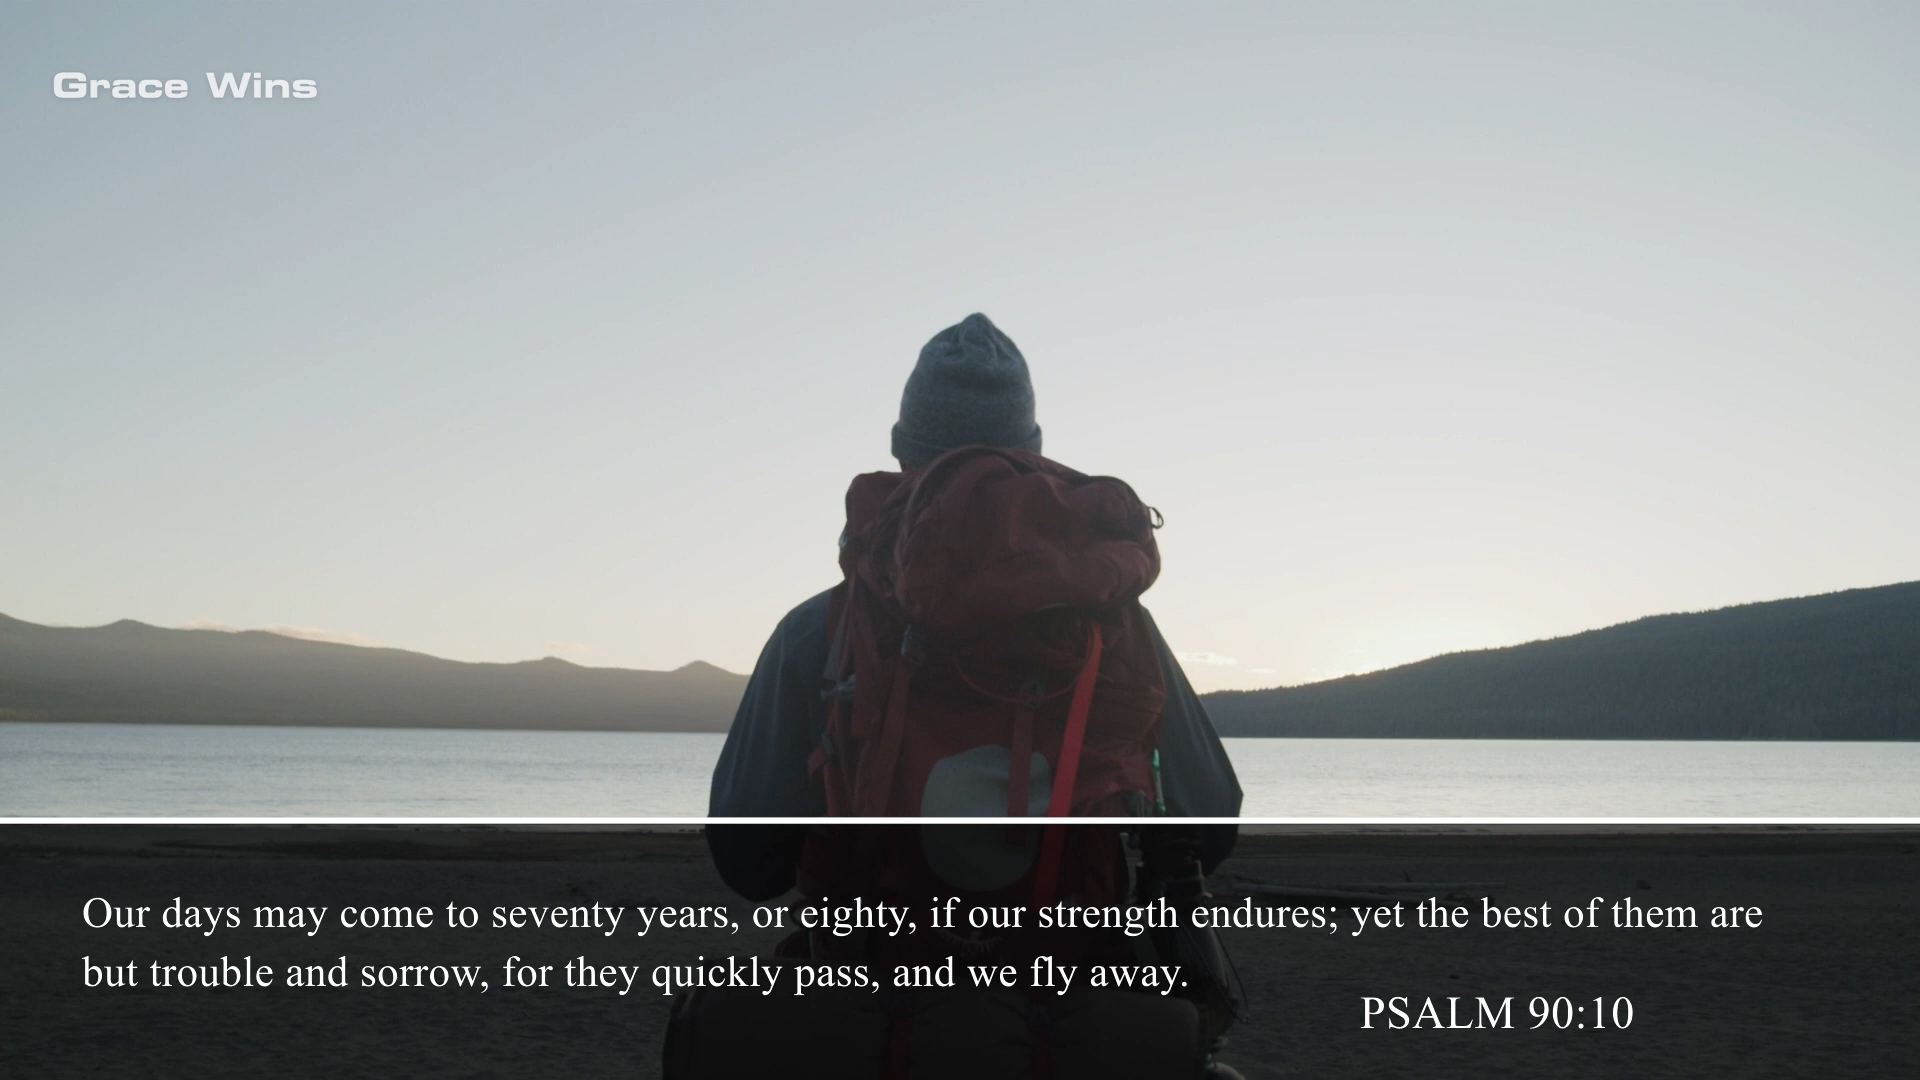 Grace Wins
Our days may come to seventy years, or eighty, if our strength endures; yet the best of them are
but trouble and sorrow, for they quickly pass, and we fly away.
PSALM 90:10